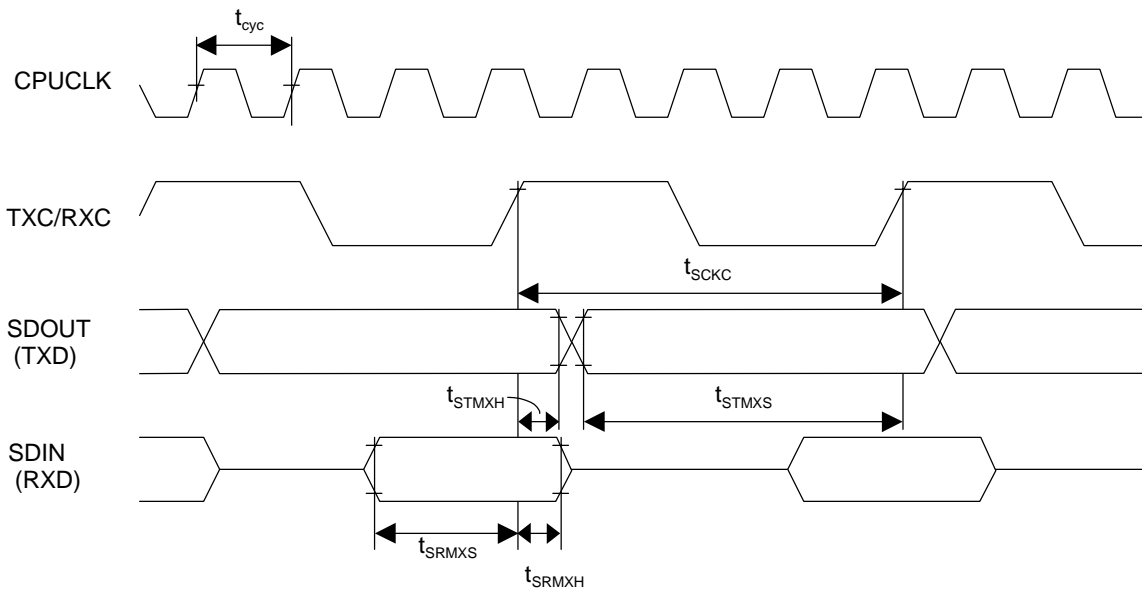 tcyc
CPUCLK
TXC/RXC
tSCKC
SDOUT
(TXD)
tSTMXH
tSTMXS
SDIN
(RXD)
tSRMXS
tSRMXH